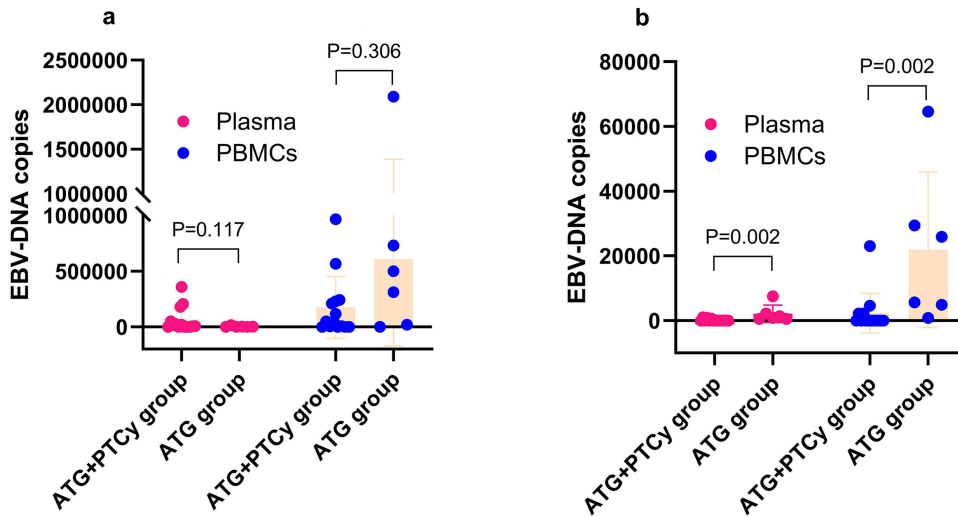 a
EBV-DNA copies
2500000
2000000
1500000
1000000
1000000
500000
0
Plasma
PBMCs
P=0.117
P=0.306
ATG+PTCy group
ATG group
ATG+PTCy group
ATG group
b
EBV-DNA copies
80000
60000
40000
20000
0
Plasma
PBMCs
P=0.002
P=0.002
ATG+PTCy group
ATG group
ATG+PTCy group
ATG group